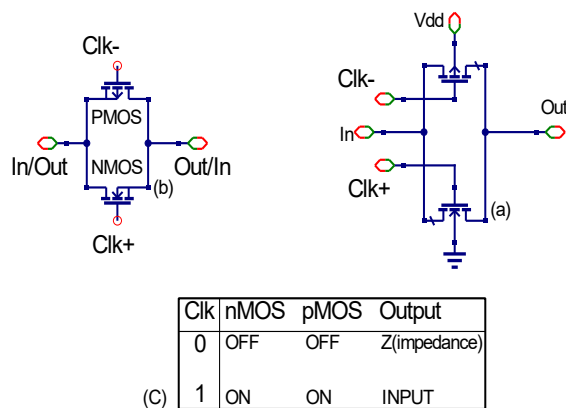 Clk-
PMOS
In/Out
NMOS
Out/In
(b)
Clk+
Vdd
Clk-
In
Out
Clk+
(a)
Clk nMOS pMOS Output
0 OFF OFF Z(impedance)
(C) 1 ON ON INPUT